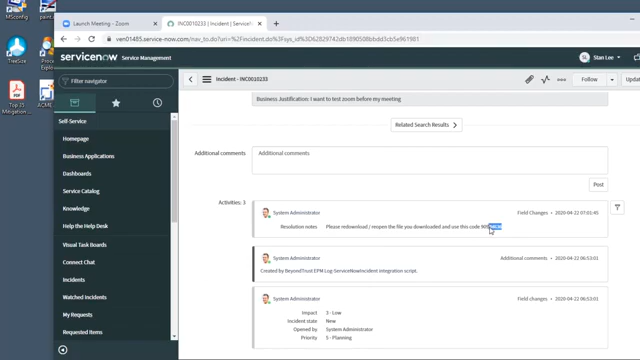 MSconfig
paint.
TreeSize
Top 35
Mitigation ...
ACME
Launch Meeting - Zoom
INC0010233 | Incident | ServiceN
ven01485.service-now.com/nav_to.do?uri=%2Fincident.do%3Fsys_id%3D62829742db1890508bbddd3cb5e961981
servicenow Service Management
Stan Lee
Filter navigator
Incident - INC0010233
Follow
Updat
Self-Service
Homepage
Business Applications
Dashboards
Service Catalog
Knowledge
Help the Help Desk
Visual Task Boards
Connect Chat
Incidents
Watched Incidents
My Requests
Requested Items
Business Justification: I want to test zoom before my meeting
Related Search Results
Additional comments
Additional comments
Post
Activities: 3
System Administrator
Field Changes • 2020-04-22 07:01:45
Resolution notes Please redownload / reopen the file you downloaded and use this code
System Administrator
Additional comments • 2020-04-22 06:53:01
Created by BeyondTrust EPM Log-ServiceNowIncident integration script.
System Administrator
Field changes • 2020-04-22 06:53:01
Impact 3 - Low
Incident state New
Opened by System Administrator
Priority 5 - Planning